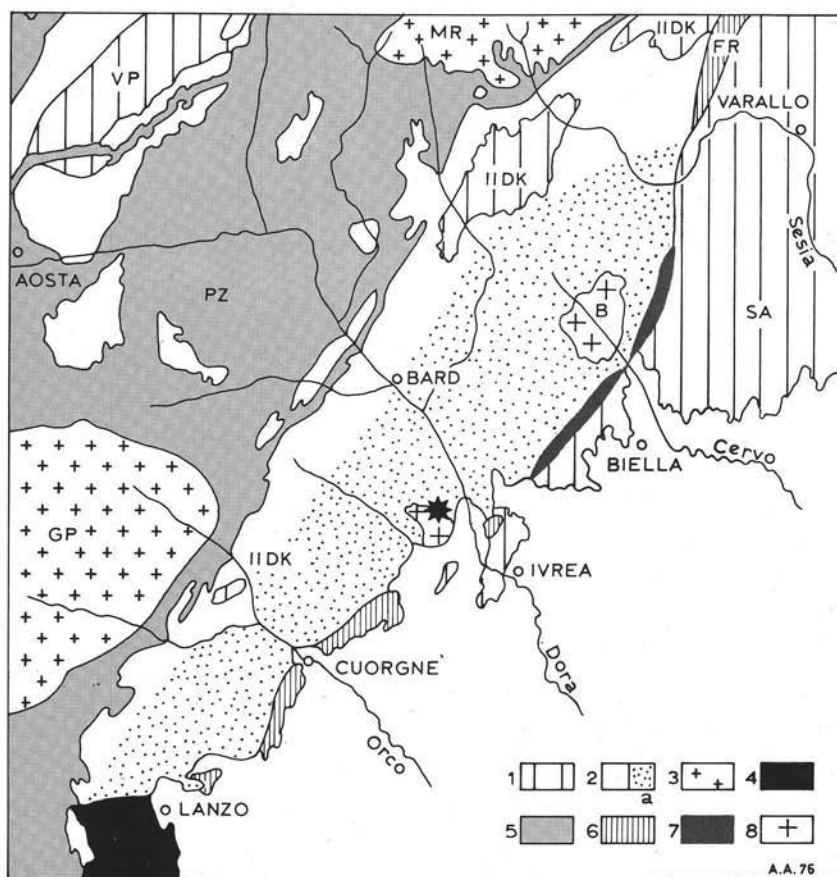 MR
IIDK
FR
VP
VARALLO
IIDK
Sesia
AOSTA
PZ
B
SA
BARD
BIELLA
Cervo
GP
IIDK
IVREA
CUORGNE'
Dora
Orco
1 2 a 3 4
LANZO
5 6 7 8
A.A. 76